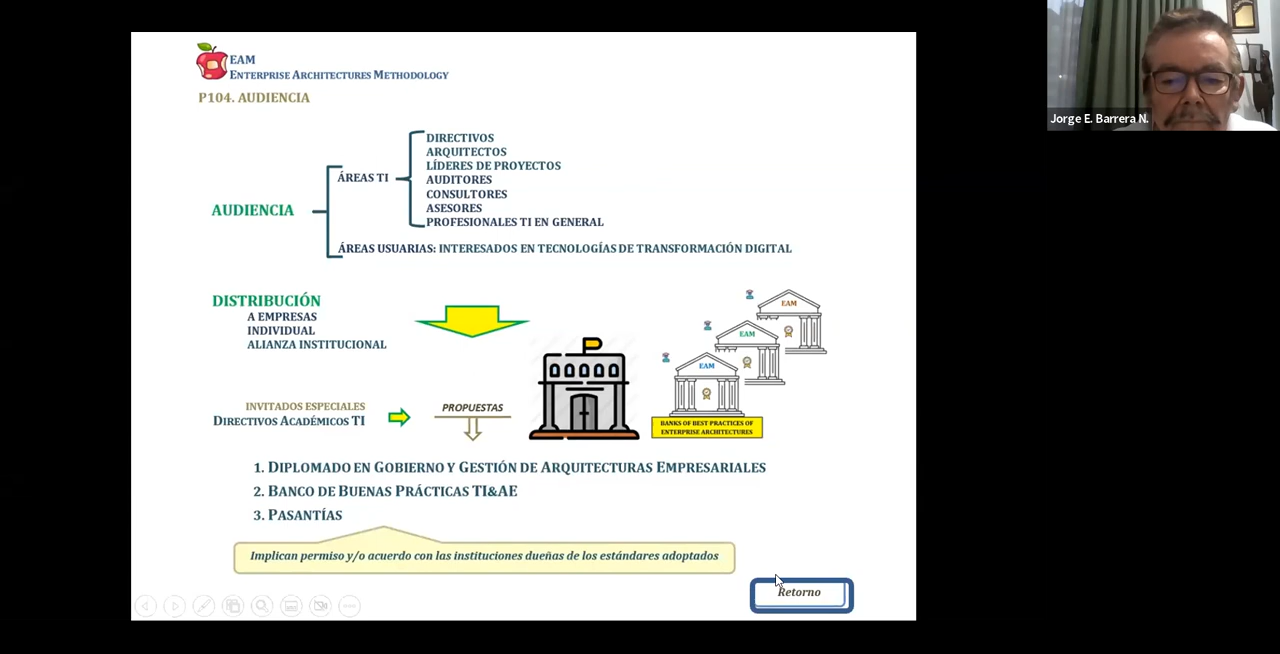 EAM
ENTERPRISE ARCHITECTURES METHODOLOGY
P104. AUDIENCIA
AUDIENCIA
ÁREAS TI
DIRECTIVOS
ARQUITECTOS
LÍDERES DE PROYECTOS
AUDITORES
CONSULTORES
ASESORES
PROFESIONALES TI EN GENERAL
ÁREAS USUARIAS: INTERESADOS EN TECNOLOGÍAS DE TRANSFORMACIÓN DIGITAL
DISTRIBUCIÓN
A EMPRESAS
INDIVIDUAL
ALIANZA INSTITUCIONAL
EAM
EAM
EAM
BANKS OF BEST PRACTICES OF
ENTERPRISE ARCHITECTURES
INVITADOS ESPECIALES
DIRECTIVOS ACADÉMICOS TI
PROPUESTAS
1. DIPLOMADO EN GOBIERNO Y GESTIÓN DE ARQUITECTURAS EMPRESARIALES
2. BANCO DE BUENAS PRÁCTICAS TI&AE
3. PASANTÍAS
Implican permiso y/o acuerdo con las instituciones dueñas de los estándares adoptados
Retorno
Jorge E. Barrera N.